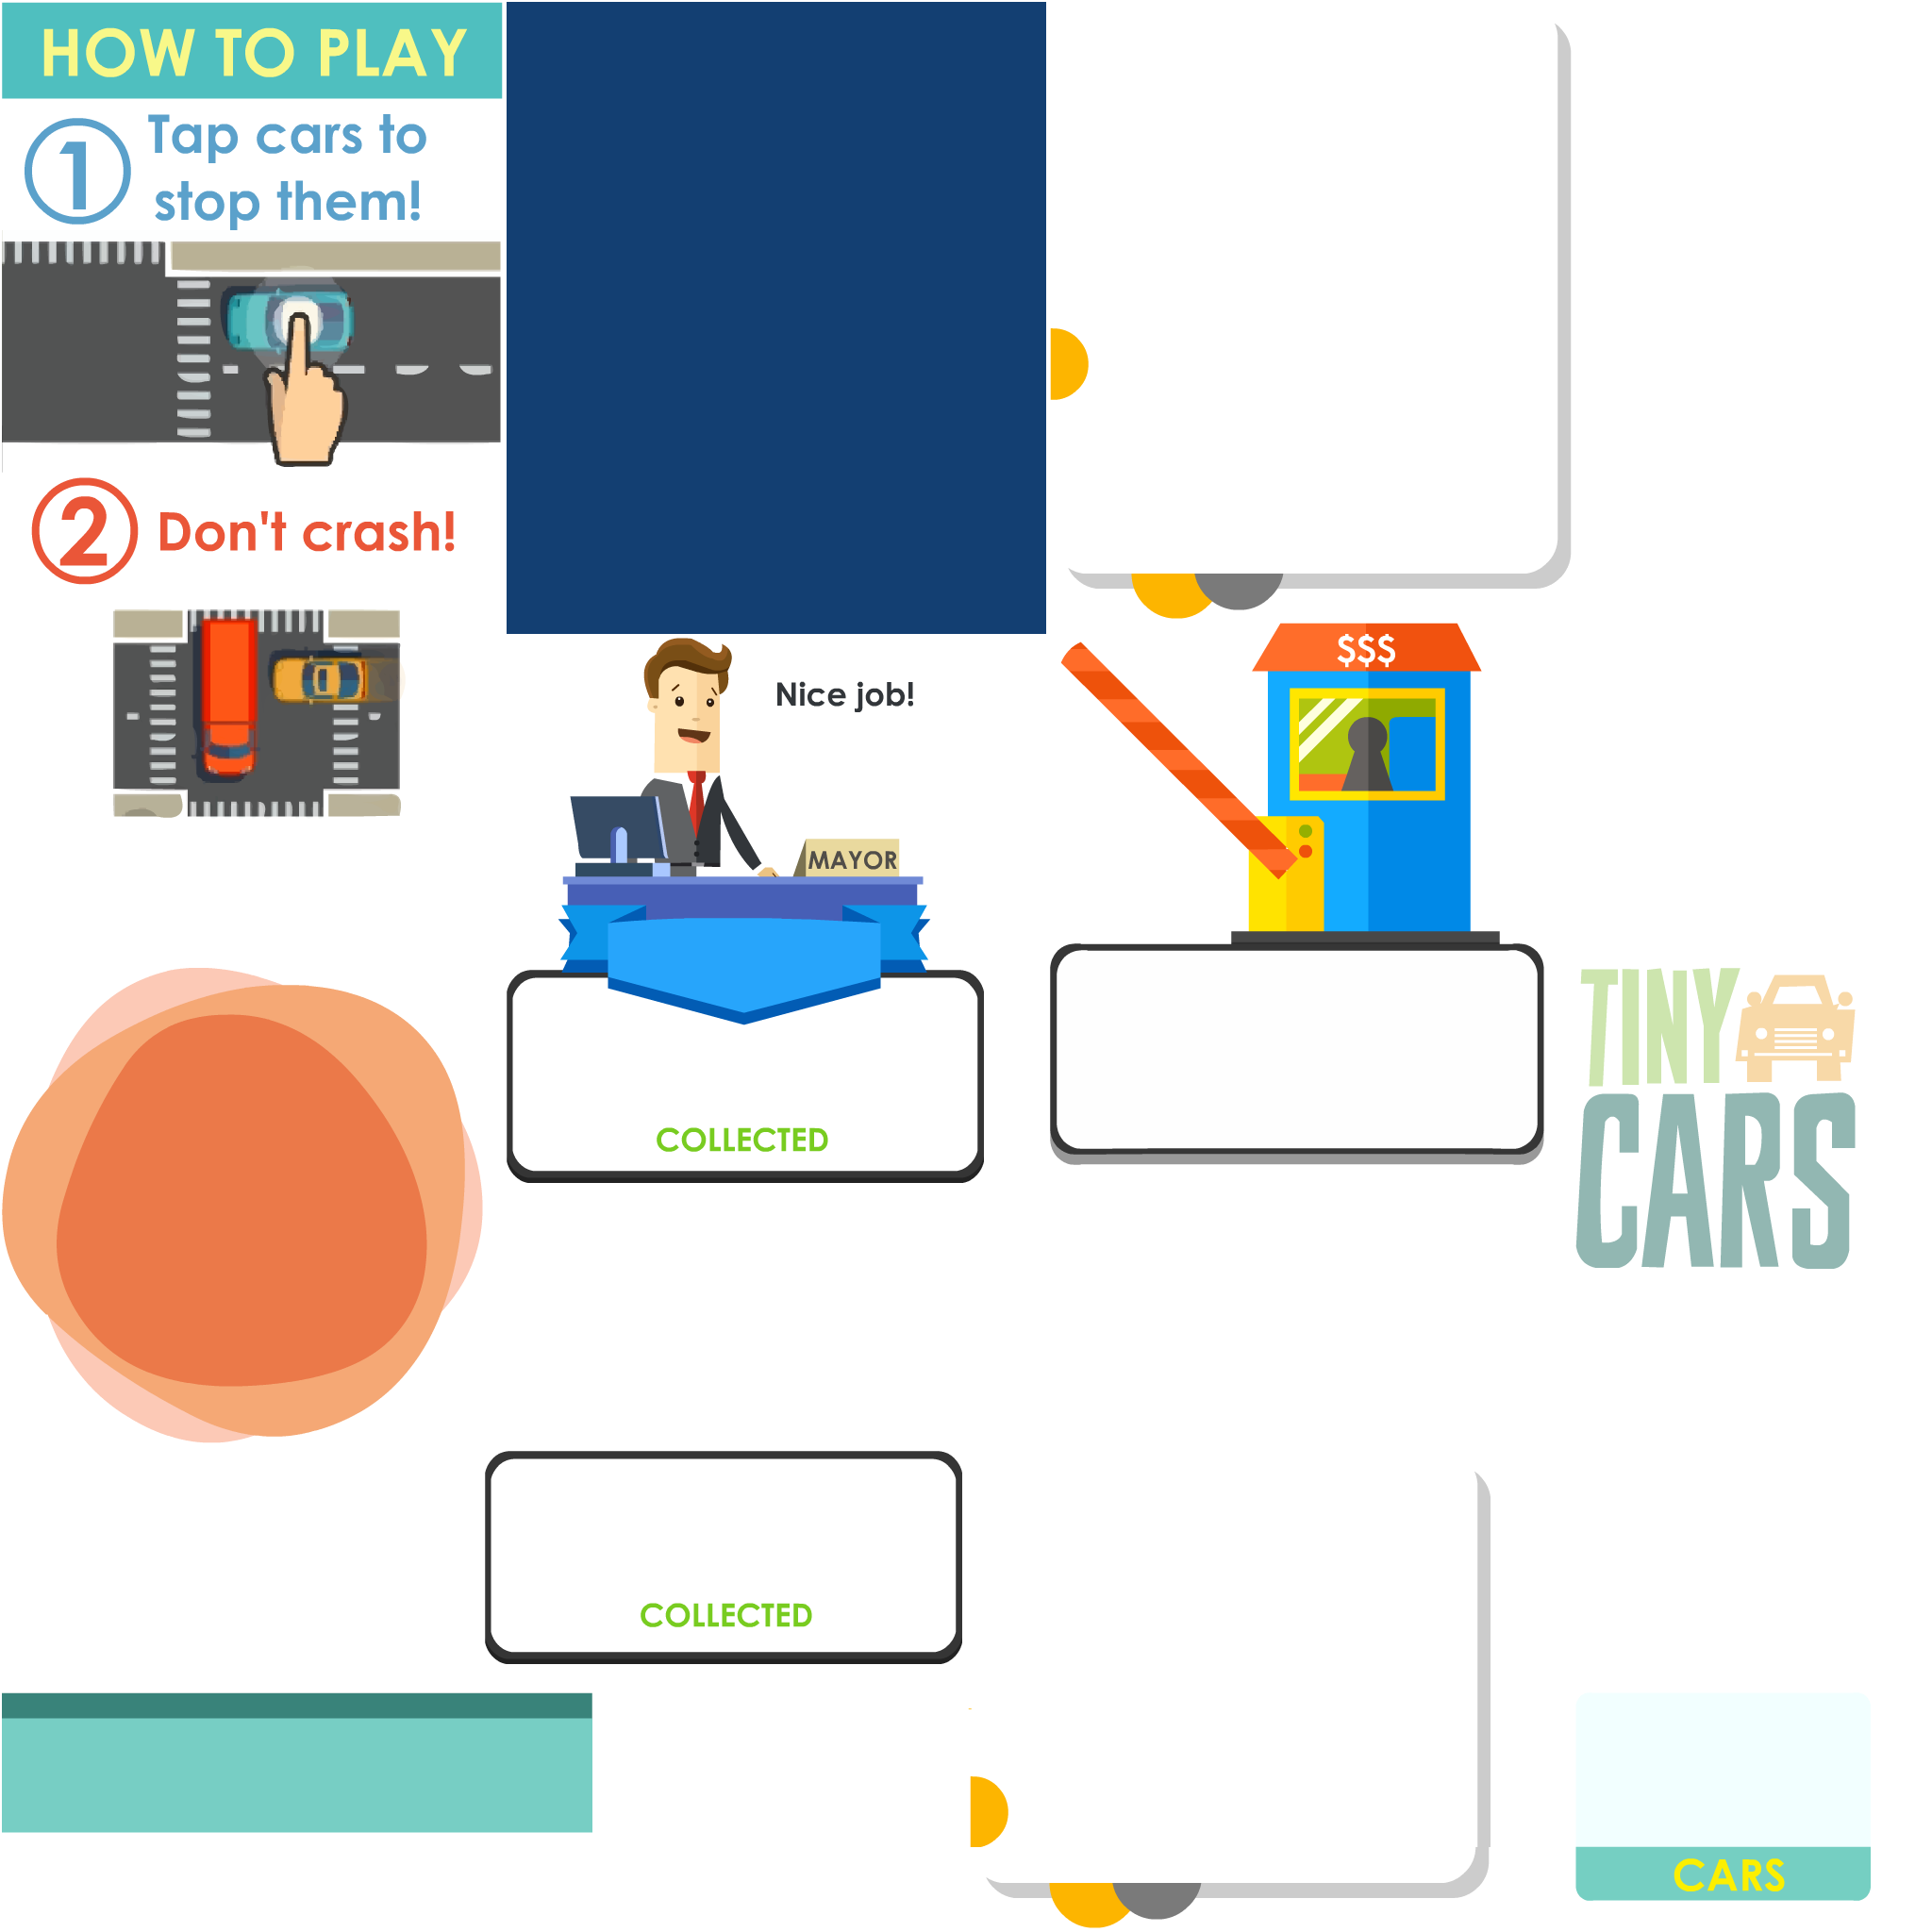 HOW TO PLAY
1 Tap cars to
stop them!
2 Don't crash!
Nice job!
MAYOR
$$$
COLLECTED
TINY
CARS
COLLECTED
CARS